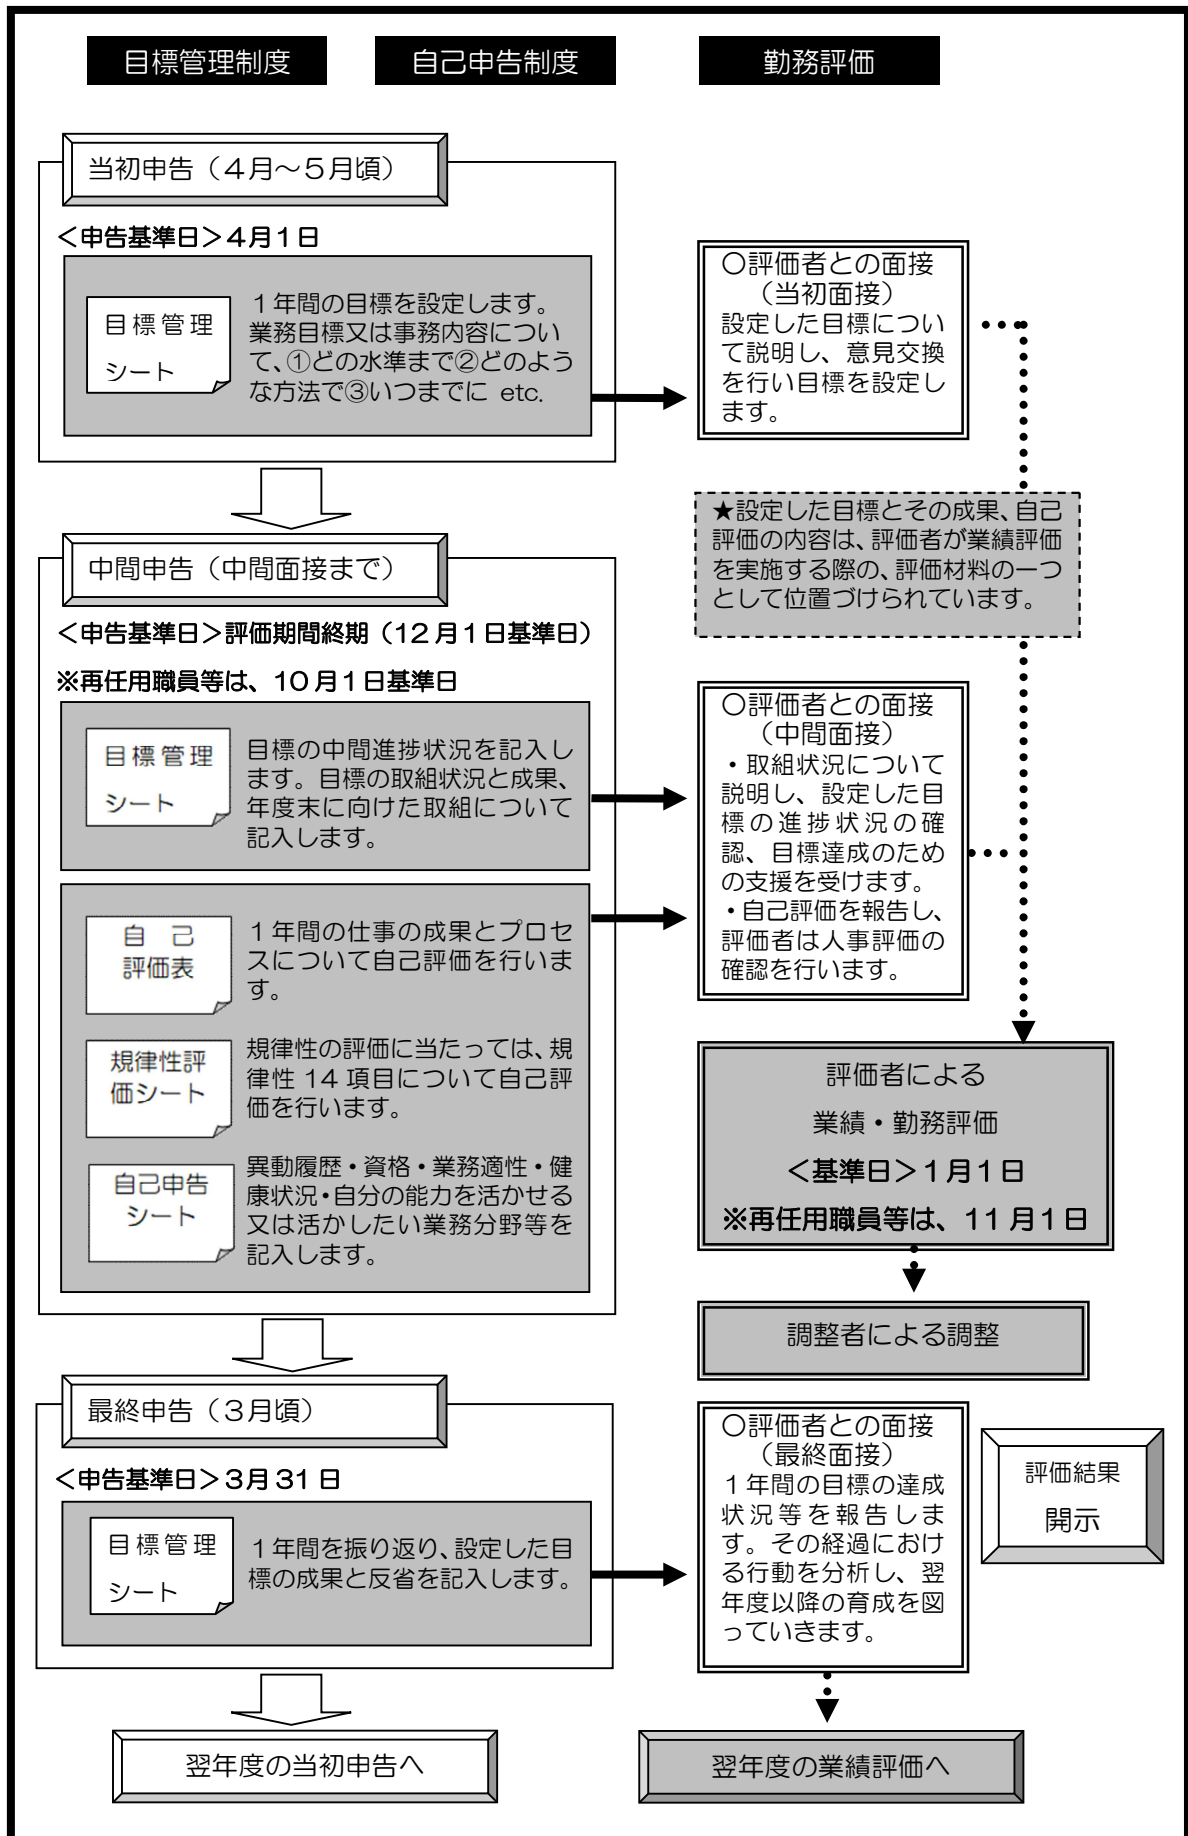 目標管理制度
自己申告制度
勤務評価
当初申告（４月～５月頃）
＜申告基準日＞４月１日
目標管理
シート
１年間の目標を設定します。
業務目標又は事務内容につい
て、①どの水準まで②どのよう
な方法で③いつまでに etc.
○評価者との面接
（当初面接）
設定した目標につい
て説明し、意見交換
を行い目標を設定し
ます。
★設定した目標とその成果、自己
評価の内容は、評価者が業績評価
を実施する際の、評価材料の一つ
として位置づけられています。
中間申告（中間面接まで）
＜申告基準日＞評価期間終期（12月１日基準日）
※再任用職員等は、10月１日基準日
目標管理
シート
目標の中間進捗状況を記入し
ます。目標の取組状況と成果、
年度末に向けた取組について
記入します。
○評価者との面接
（中間面接）
・取組状況について
説明し、設定した目
標の進捗状況の確
認、目標達成のため
の支援を受けます。
・自己評価を報告し、
評価者は人事評価の
確認を行います。
自　己
評価表
１年間の仕事の成果とプロセ
スについて自己評価を行いま
す。
規律性評
価シート
規律性の評価に当たっては、規
律性 14 項目について自己評
価を行います。
自己申告
シート
異動履歴・資格・業務適性・健
康状況・自分の能力を活かせる
又は活かしたい業務分野等を
記入します。
評価者による
業績・勤務評価
＜基準日＞１月１日
※再任用職員等は、11月１日
調整者による調整
最終申告（３月頃）
＜申告基準日＞３月31日
目標管理
シート
１年間を振り返り、設定した目
標の成果と反省を記入します。
○評価者との面接
（最終面接）
１年間の目標の達成
状況等を報告しま
す。その経過におけ
る行動を分析し、翌
年度以降の育成を図
っていきます。
評価結果
開示
翌年度の当初申告へ
翌年度の業績評価へ